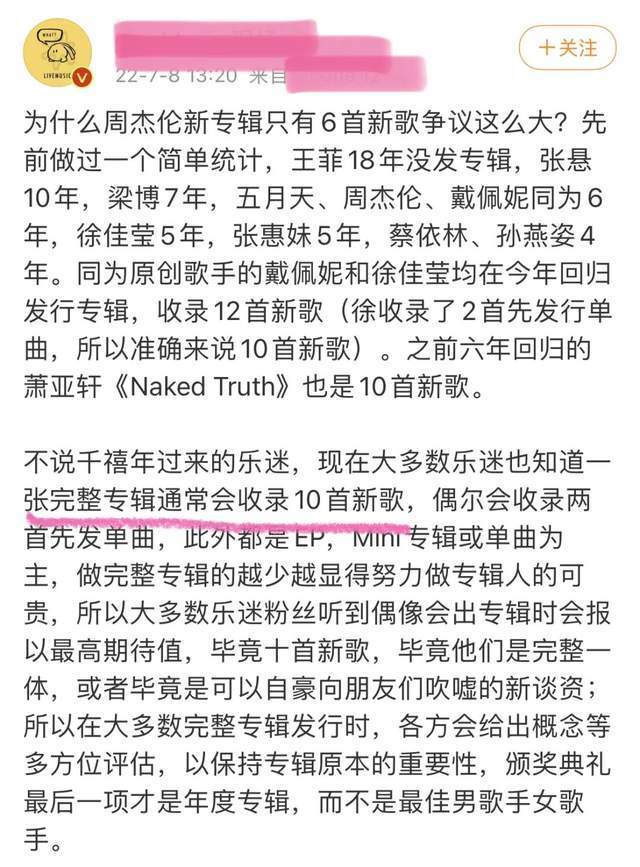 WHAT?
LIVEMUSIC
22-7-8 13:20 来自
+关注
为什么周杰伦新专辑只有6首新歌争议这么大？先
前做过一个简单统计，王菲18年没发专辑，张悬
10年，梁博7年，五月天、周杰伦、戴佩妮同为6
年，徐佳莹5年，张惠妹5年，蔡依林、孙燕姿4
年。同为原创歌手的戴佩妮和徐佳莹均在今年回归
发行专辑，收录12首新歌（徐收录了2首先发行单
曲，所以准确来说10首新歌）。之前六年回归的
萧亚轩《Naked Truth》也是10首新歌。
不说千禧年过来的乐迷，现在大多数乐迷也知道一
张完整专辑通常会收录10首新歌，偶尔会收录两
首先发单曲，此外都是EP，Mini专辑或单曲为
主，做完整专辑的越少越显得努力做专辑人的可
贵，所以大多数乐迷粉丝听到偶像会出专辑时会报
以最高期待值，毕竟十首新歌，毕竟他们是完整一
体，或者毕竟是可以自豪向朋友们吹嘘的新谈资；
所以在大多数完整专辑发行时，各方会给出概念等
多方位评估，以保持专辑原本的重要性，颁奖典礼
最后一项才是年度专辑，而不是最佳男歌手女歌
手。